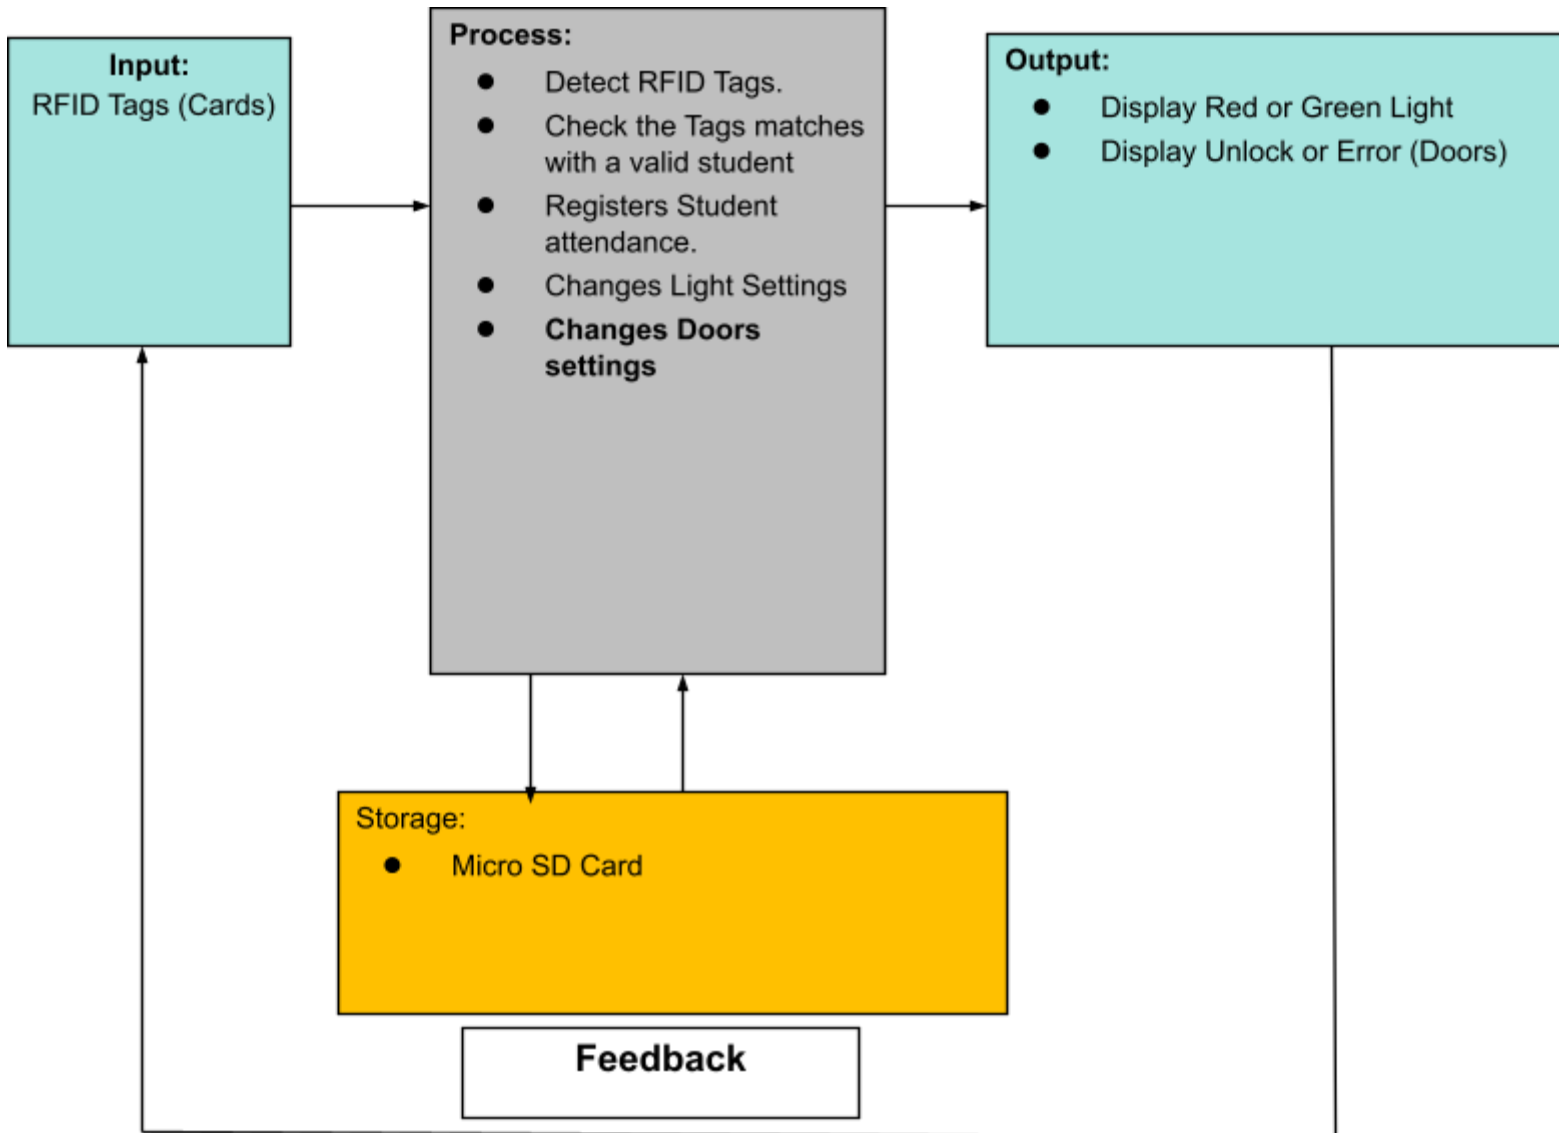 Input:
RFID Tags (Cards)
Process:
● Detect RFID Tags.
● Check the Tags matches
with a valid student
● Registers Student
attendance.
● Changes Light Settings
● Changes Doors
settings
Output:
● Display Red or Green Light
● Display Unlock or Error (Doors)
Storage:
● Micro SD Card
Feedback